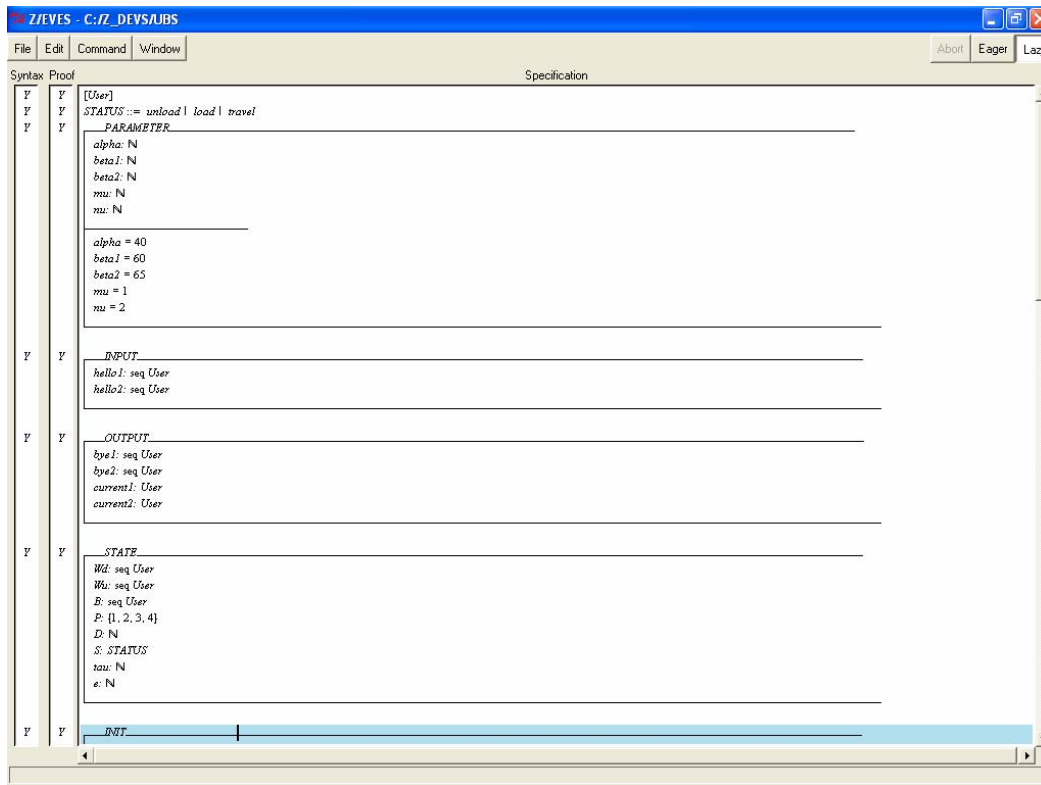 Z/EVES - C:/Z_DEVS/UBS
File Edit Command Window Abort Eager Laz
Syntax Proof Specification
Y Y [User]
Y Y STATUS ::= unload | load | travel
Y Y PARAMETER
alpha: ℕ
beta1: ℕ
beta2: ℕ
mu: ℕ
nu: ℕ
alpha = 40
beta1 = 60
beta2 = 65
mu = 1
nu = 2
Y Y INPUT
hello1: seq User
hello2: seq User
Y Y OUTPUT
bye1: seq User
bye2: seq User
current1: User
current2: User
Y Y STATE
Wd: seq User
Wu: seq User
B: seq User
P: {1, 2, 3, 4}
D: ℕ
S: STATUS
tau: ℕ
e: ℕ
Y Y INIT